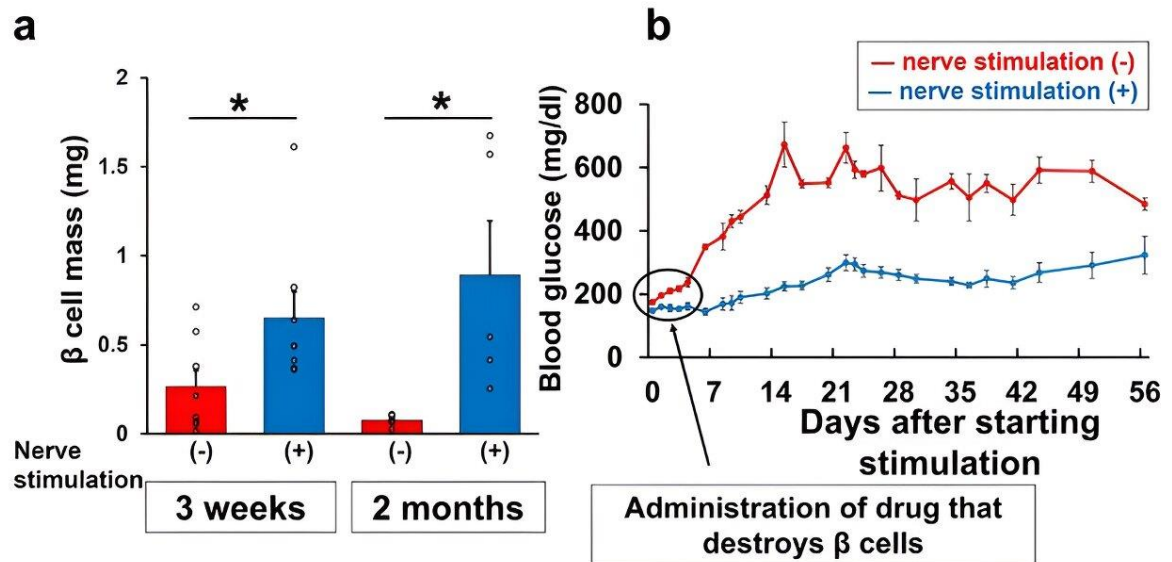 a
2
1.5
1
0.5
0
β cell mass (mg)
*
*
Nerve
stimulation
(-)
(+)
(-)
(+)
3 weeks
2 months
b
nerve stimulation (-)
nerve stimulation (+)
800
600
400
200
0
Blood glucose (mg/dl)
0 7 14 21 28 35 42 49 56
Days after starting
stimulation
Administration of drug that
destroys β cells